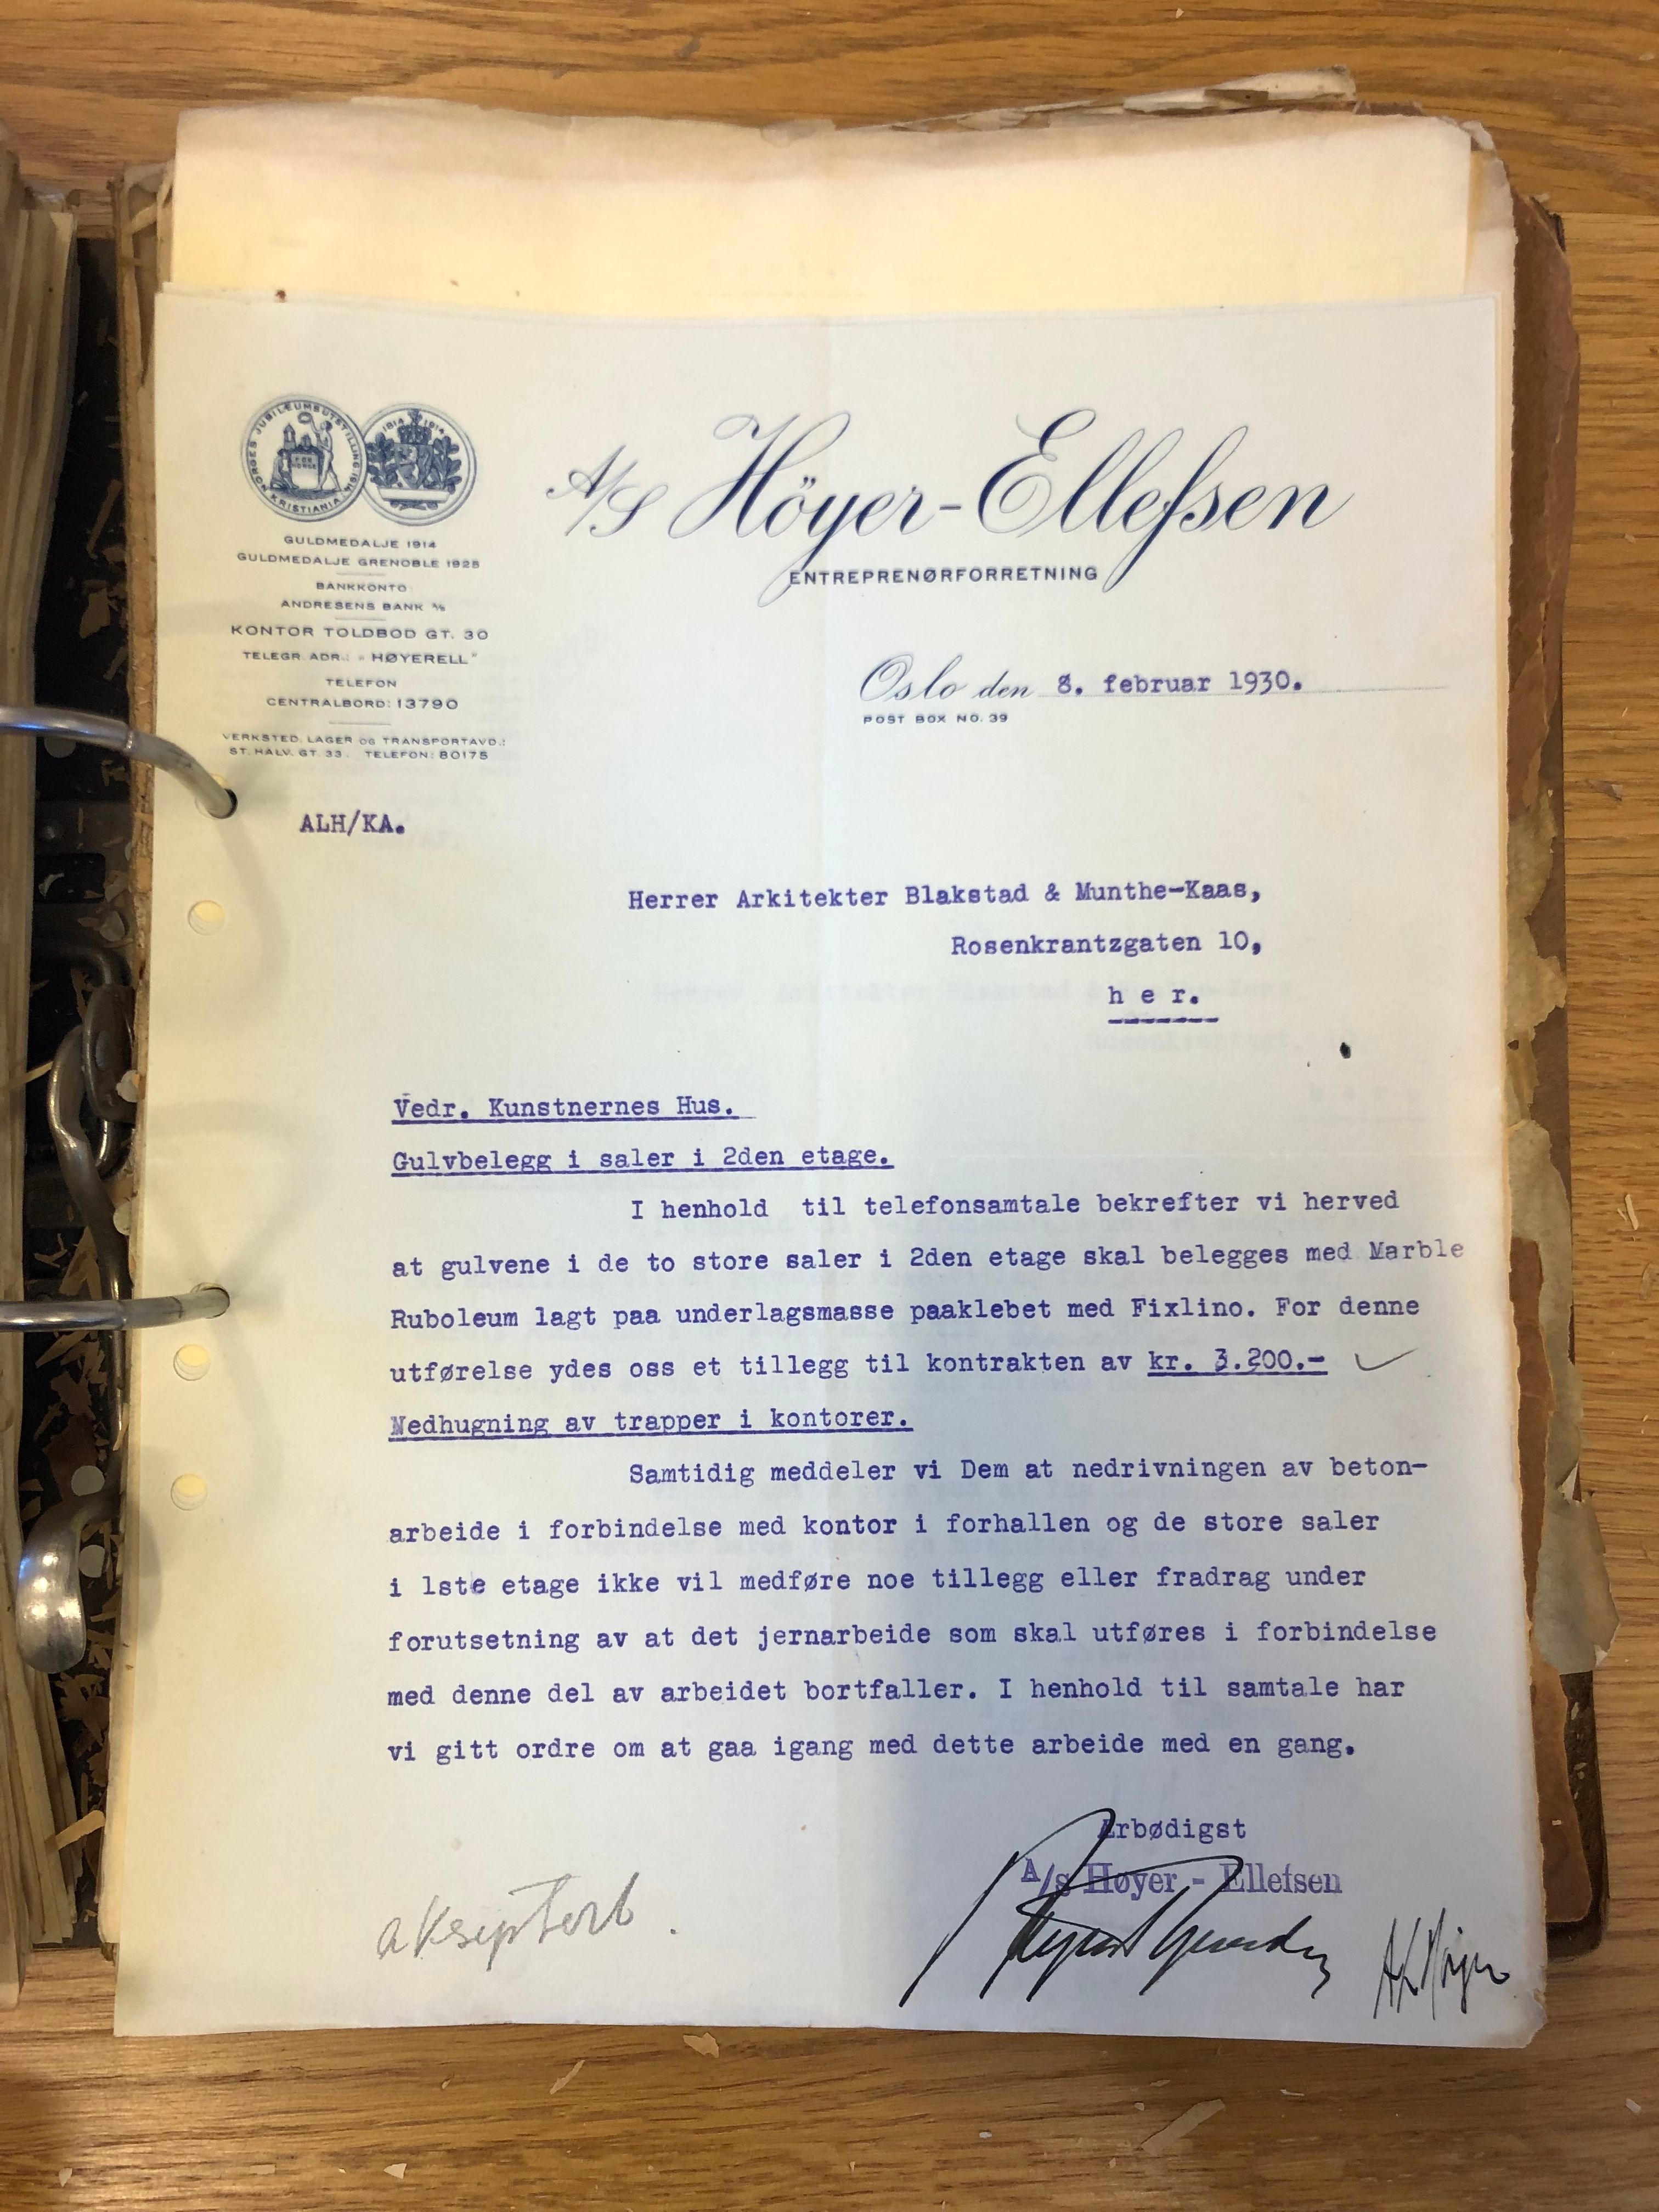 NORGES JUBILÆUMSUTSTILLING 1914 KRISTIANIA
FOR
NORGE
1814 1914
GULDMEDALJE 1914
GULDMEDALJE GRENOBLE 1925
BANKKONTO
ANDRESENS BANK A/S
KONTOR TOLDBOD GT. 30
TELEGR. ADR.: "HØYERELL"
TELEFON
CENTRALBORD: 13790
VERKSTED, LAGER OG TRANSPORTAVD.:
ST. HALV. GT. 33. TELEFON: 80175
A/S Höyer-Ellefsen
ENTREPRENØRFORRETNING
Oslo den 8. februar 1930.
POST BOX NO. 39
ALH/KA.
Herrer Arkitekter Blakstad & Munthe-Kaas,
Rosenkrantzgaten 10,
h e r.
Vedr. Kunstnernes Hus.
Gulvbelegg i saler i 2den etage.
I henhold til telefonsamtale bekrefter vi herved
at gulvene i de to store saler i 2den etage skal belegges med Marble
Ruboleum lagt paa underlagsmasse paaklebet med Fixlino. For denne
utførelse ydes oss et tillegg til kontrakten av kr. 3.200.-
Nedhugning av trapper i kontorer.
Samtidig meddeler vi Dem at nedrivningen av beton-
arbeide i forbindelse med kontor i forhallen og de store saler
i 1ste etage ikke vil medføre noe tillegg eller fradrag under
forutsetning av at det jernarbeide som skal utføres i forbindelse
med denne del av arbeidet bortfaller. I henhold til samtale har
vi gitt ordre om at gaa igang med dette arbeide med en gang.
Ærbødigst
A/s Høyer - Ellefsen
akseptert.